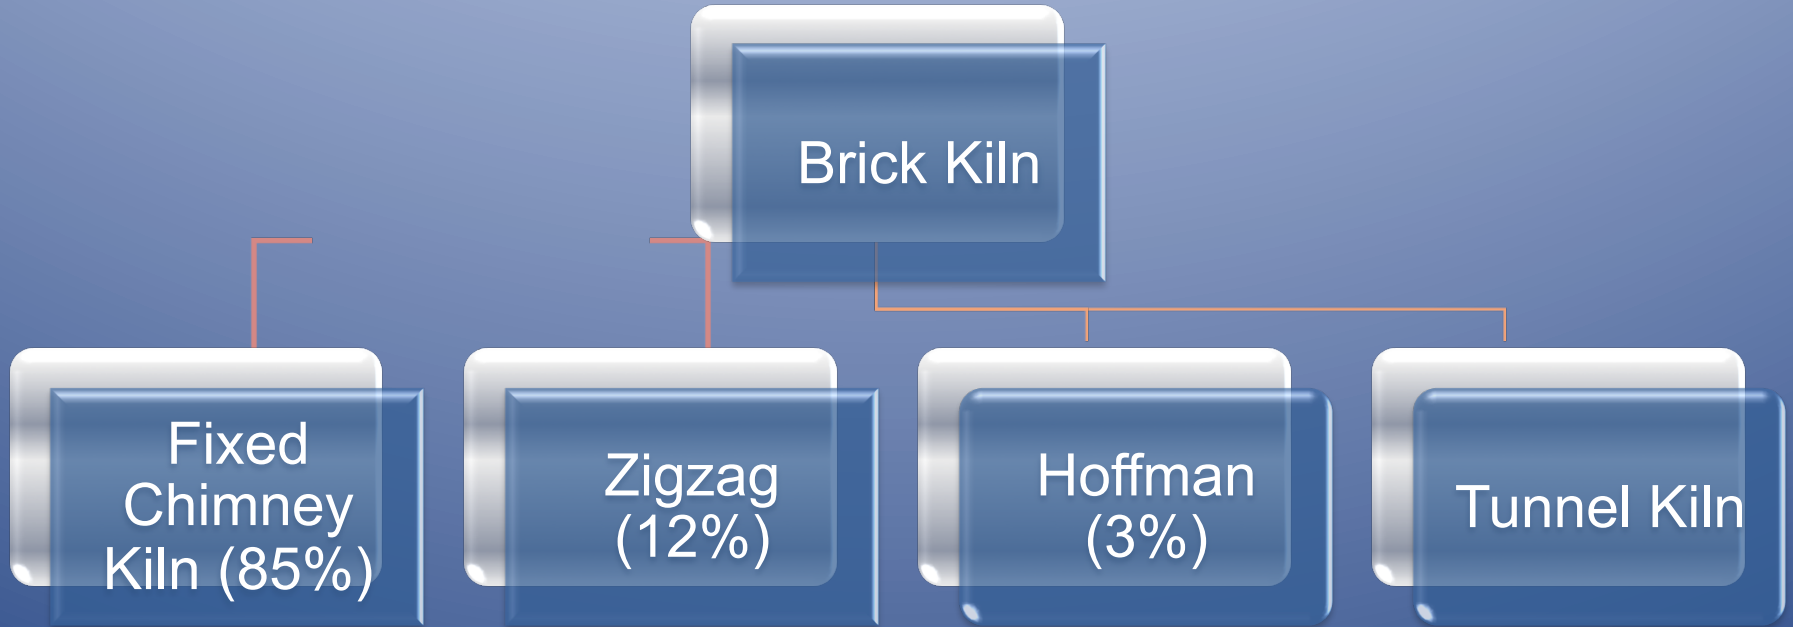 Brick Kiln
Fixed
Chimney
Kiln (85%)
Zigzag
(12%)
Hoffman
(3%)
Tunnel Kiln